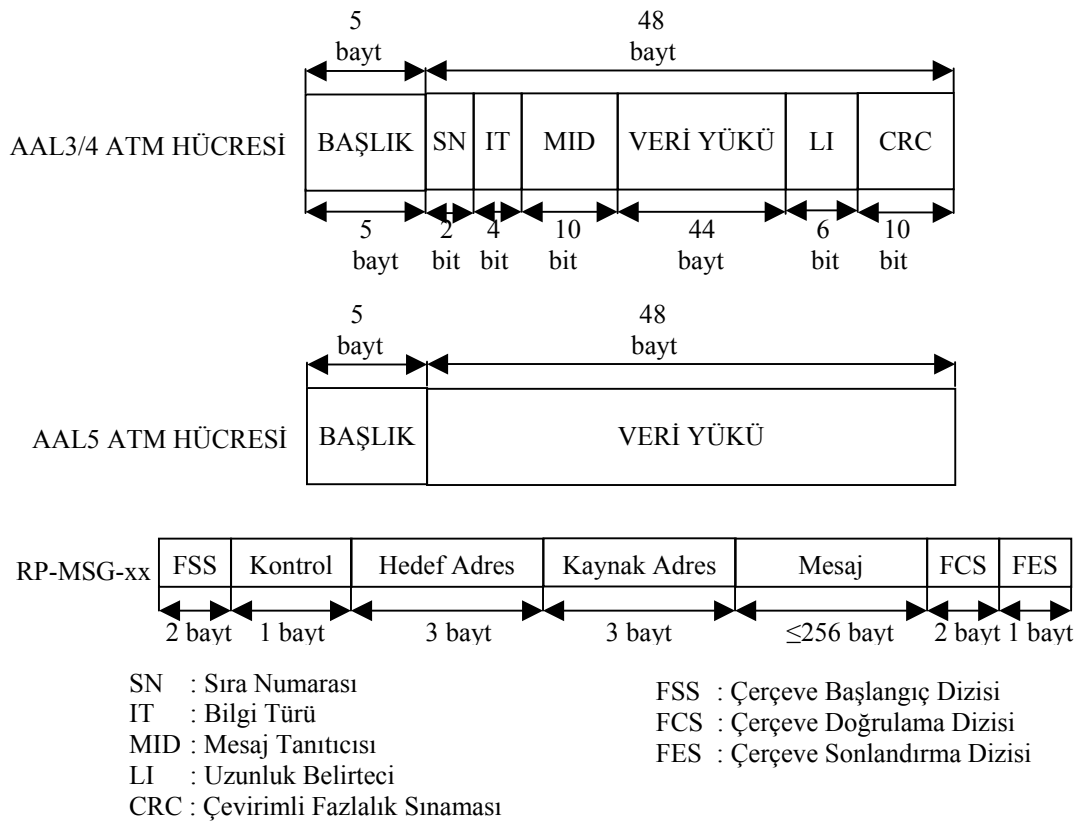 5
bayt
48
bayt
AAL3/4 ATM HÜCRESİ
BAŞLIK SN IT MID VERİ YÜKÜ LI CRC
5 2 4 10 44 6 10
bayt bit bit bit bayt bit bit
5
bayt
48
bayt
AAL5 ATM HÜCRESİ
BAŞLIK VERİ YÜKÜ
RP-MSG-xx FSS Kontrol Hedef Adres Kaynak Adres Mesaj FCS FES
2 bayt 1 bayt 3 bayt 3 bayt ≤256 bayt 2 bayt 1 bayt
SN : Sıra Numarası
IT : Bilgi Türü
MID : Mesaj Tanıtıcısı
LI : Uzunluk Belirteci
CRC : Çevirimli Fazlalık Sınaması
FSS : Çerçeve Başlangıç Dizisi
FCS : Çerçeve Doğrulama Dizisi
FES : Çerçeve Sonlandırma Dizisi